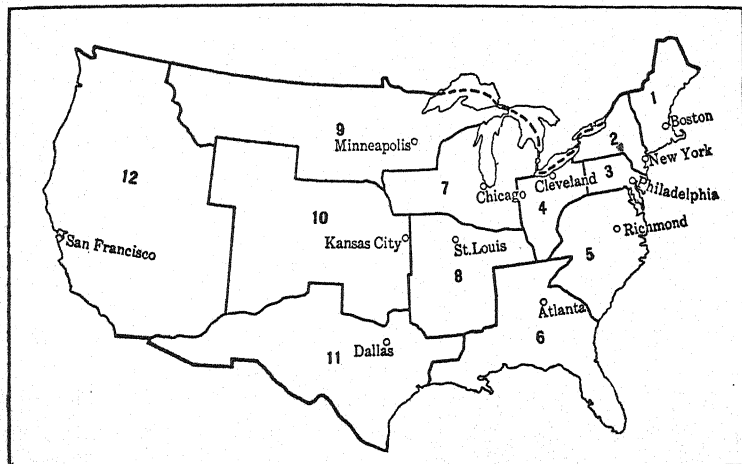 1
Boston
2
9
Minneapolis
New York
3
12
7
Cleveland
Philadelphia
Chicago
4
10
Richmond
San Francisco
Kansas City
St. Louis
5
8
Atlanta
6
Dallas
11